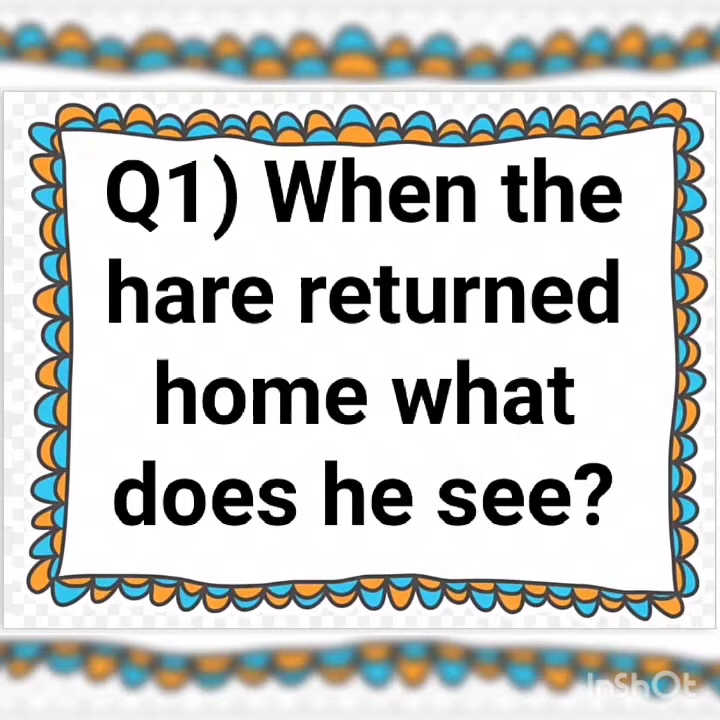 Q1) When the
hare returned
home what
does he see?
InShOt